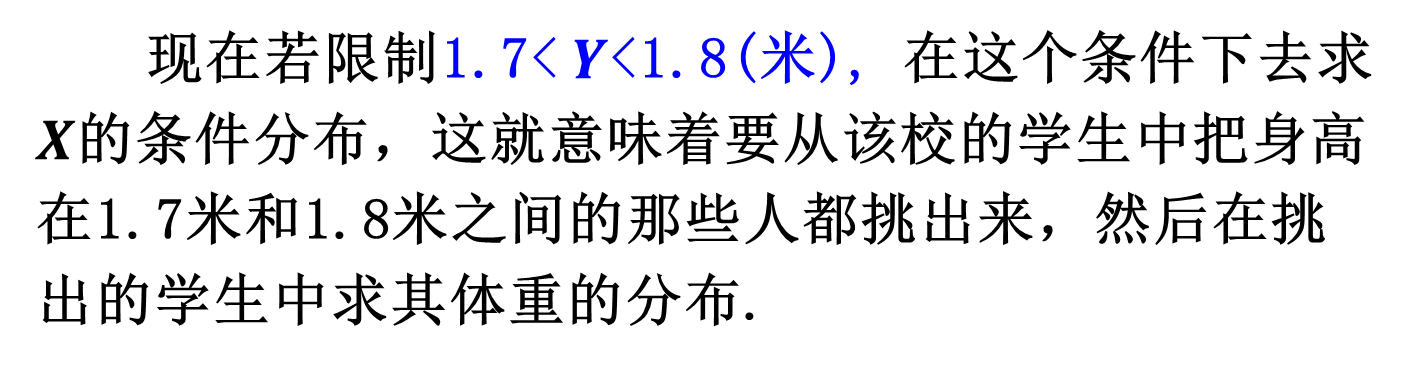 现在若限制1.7<Y<1.8(米), 在这个条件下去求
X的条件分布，这就意味着要从该校的学生中把身高
在1.7米和1.8米之间的那些人都挑出来，然后在挑
出的学生中求其体重的分布.